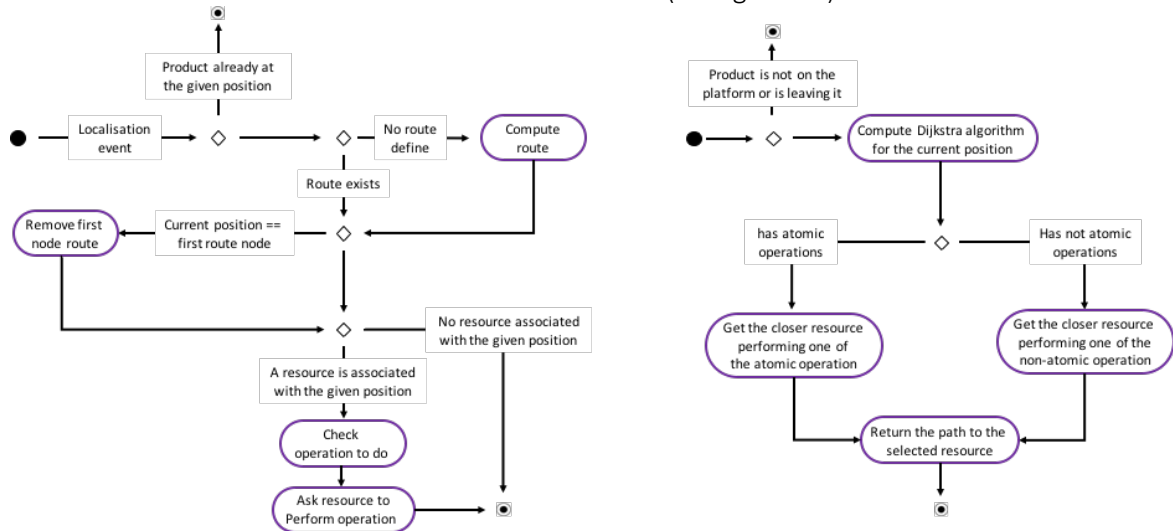 Product already at
the given position
Localisation
event
No route
define
Compute
route
Route exists
Remove first
node route
Current position ==
first route node
No resource associated
with the given position
A resource is associated
with the given position
Check
operation to do
Ask resource to
Perform operation
Product is not on the
platform or is leaving it
Compute Dijkstra algorithm
for the current position
has atomic
operations
Has not atomic
operations
Get the closer resource
performing one of
the atomic operation
Get the closer resource
performing one of the
non-atomic operation
Return the path to the
selected resource